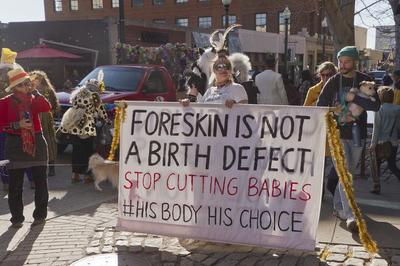 FORESKIN IS NOT
A BIRTH DEFECT
STOP CUTTING BABIES
#HIS BODY HIS CHOICE